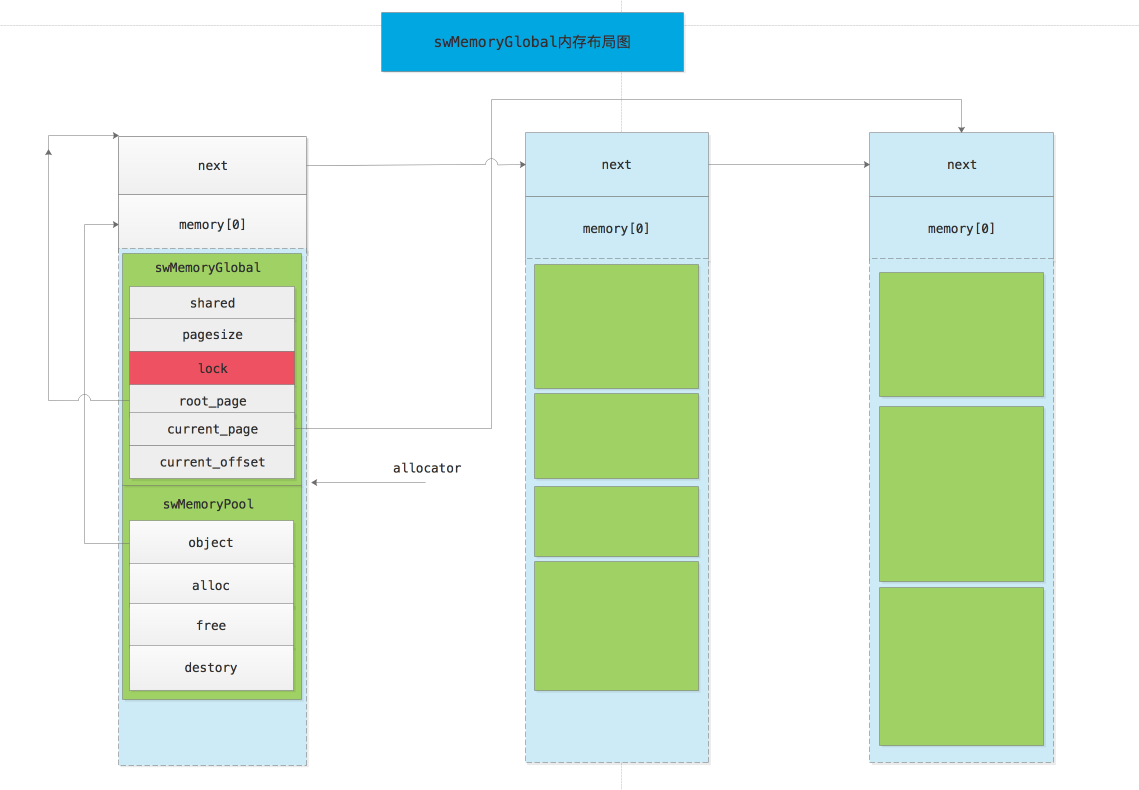 swMemoryGlobal内存布局图
next
memory[0]
swMemoryGlobal
shared
pagesize
lock
root_page
current_page
current_offset
swMemoryPool
object
alloc
free
destory
allocator
next
memory[0]
next
memory[0]